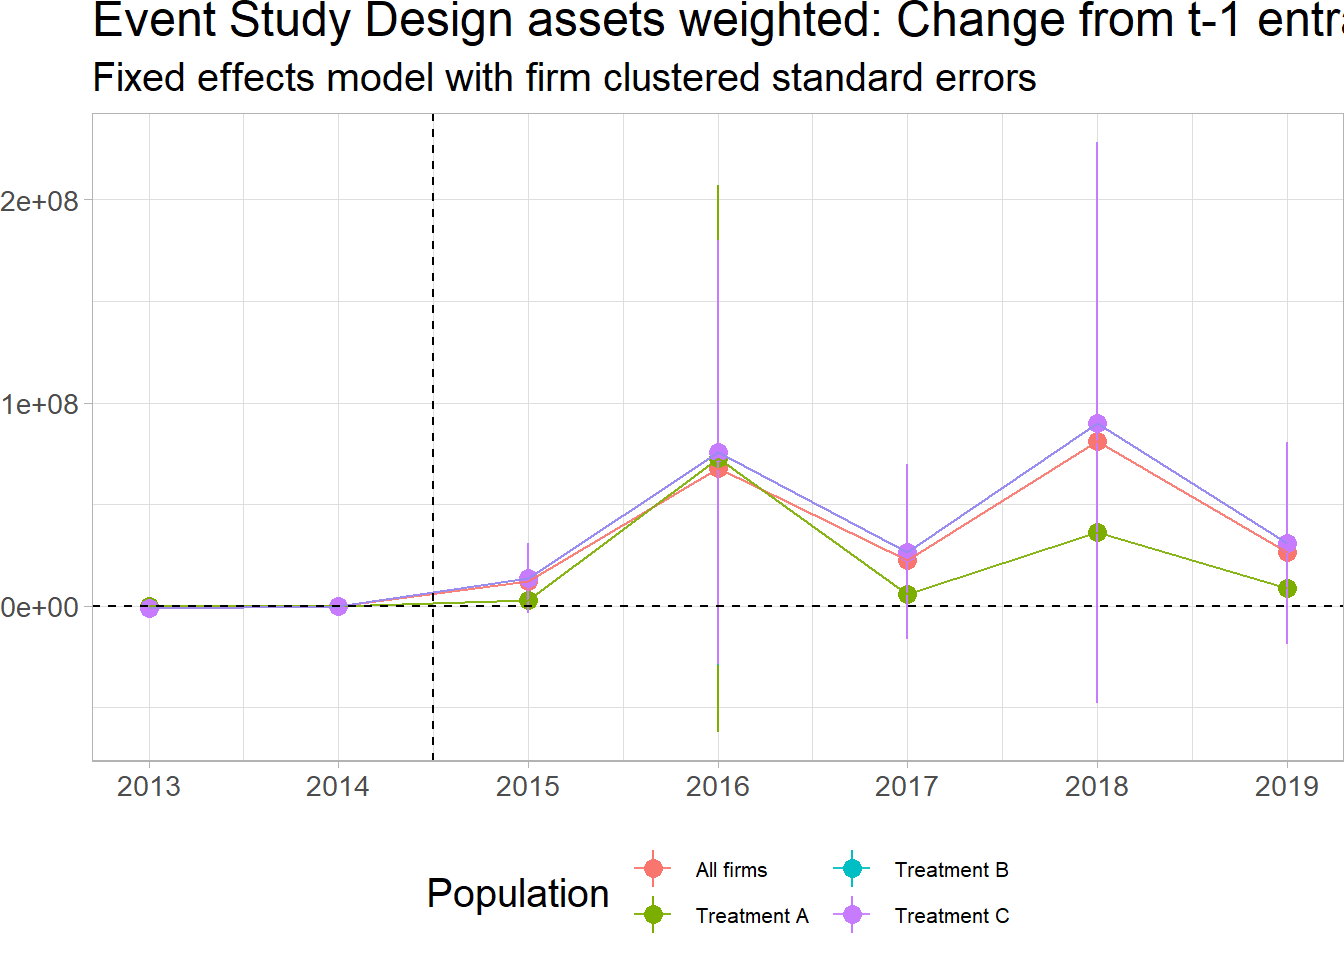 Event Study Design assets weighted: Change from t-1
Fixed effects model with firm clustered standard errors
2e+08
1e+08
0e+00
2013 2014 2015 2016 2017 2018 2019
Population
All firms
Treatment A
Treatment B
Treatment C